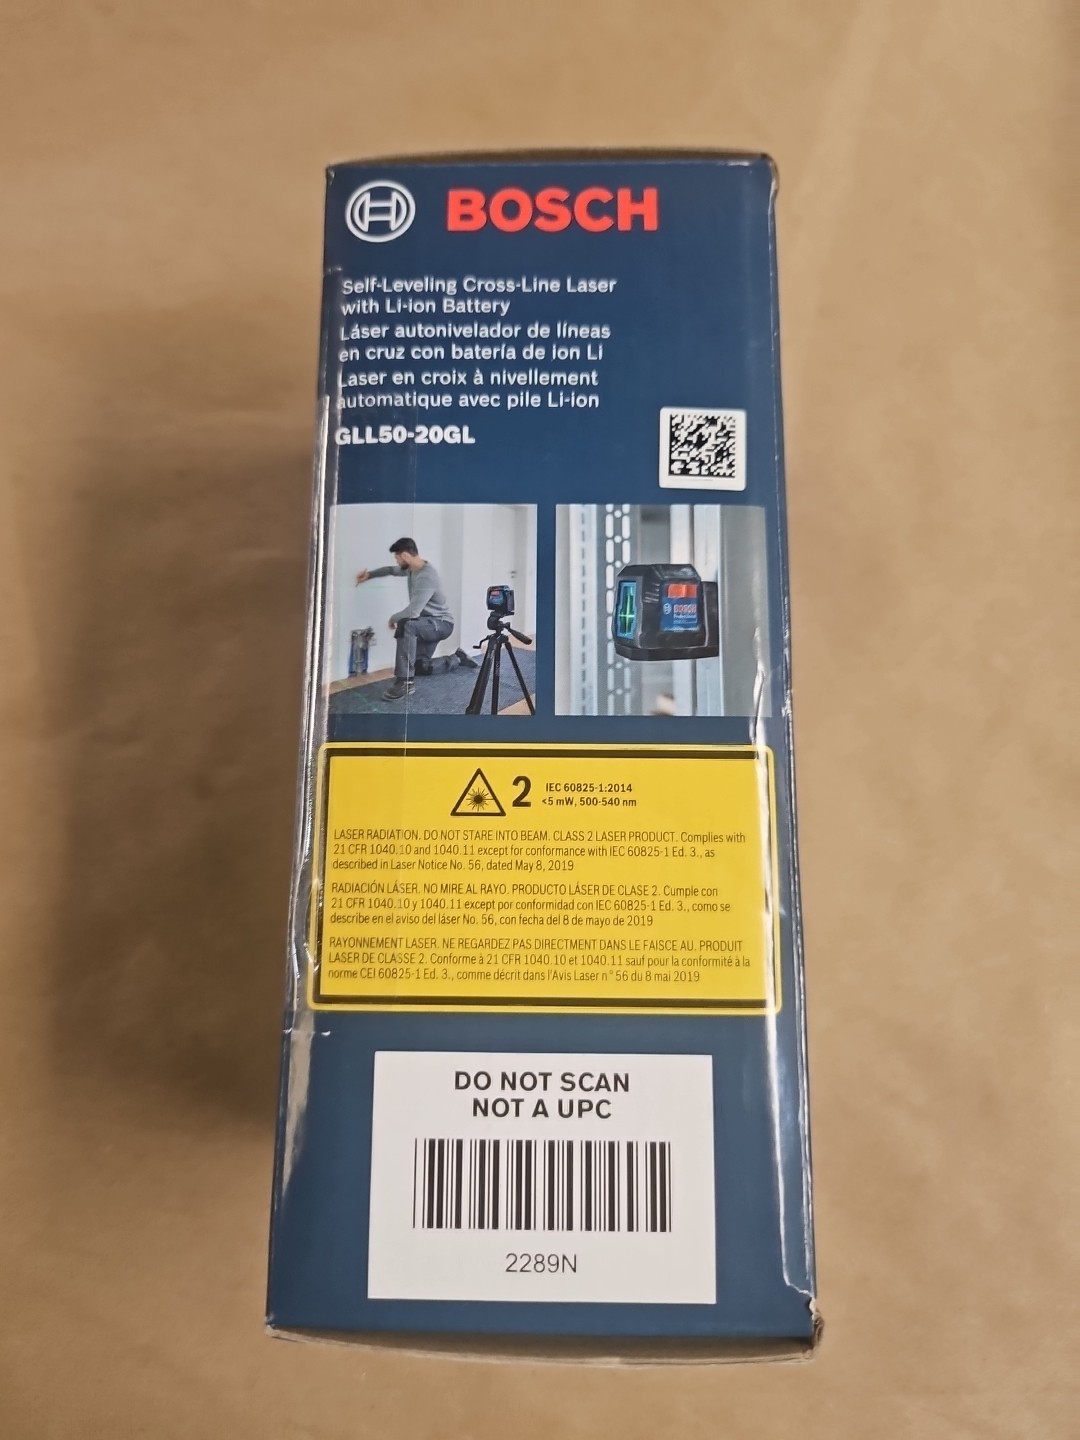 BOSCH
Self-Leveling Cross-Line Laser
with Li-ion Battery
Láser autonivelador de líneas
en cruz con batería de ion Li
Laser en croix à nivellement
automatique avec pile Li-ion
GLL50-20GL
BOSCH
2 IEC 60825-1:2014
<5 mW, 500-540 nm
LASER RADIATION. DO NOT STARE INTO BEAM. CLASS 2 LASER PRODUCT. Complies with
21 CFR 1040.10 and 1040.11 except for conformance with IEC 60825-1 Ed. 3., as
described in Laser Notice No. 56, dated May 8, 2019
RADIACIÓN LÁSER. NO MIRE AL RAYO. PRODUCTO LÁSER DE CLASE 2. Cumple con
21 CFR 1040.10 y 1040.11 except por conformidad con IEC 60825-1 Ed. 3., como se
describe en el aviso del láser No. 56, con fecha del 8 de mayo de 2019
RAYONNEMENT LASER. NE REGARDEZ PAS DIRECTMENT DANS LE FAISCE AU. PRODUIT
LASER DE CLASSE 2. Conforme à 21 CFR 1040.10 et 1040.11 sauf pour la conformité à la
norme CEI 60825-1 Ed. 3., comme décrit dans l'Avis Laser n° 56 du 8 mai 2019
DO NOT SCAN
NOT A UPC
2289N